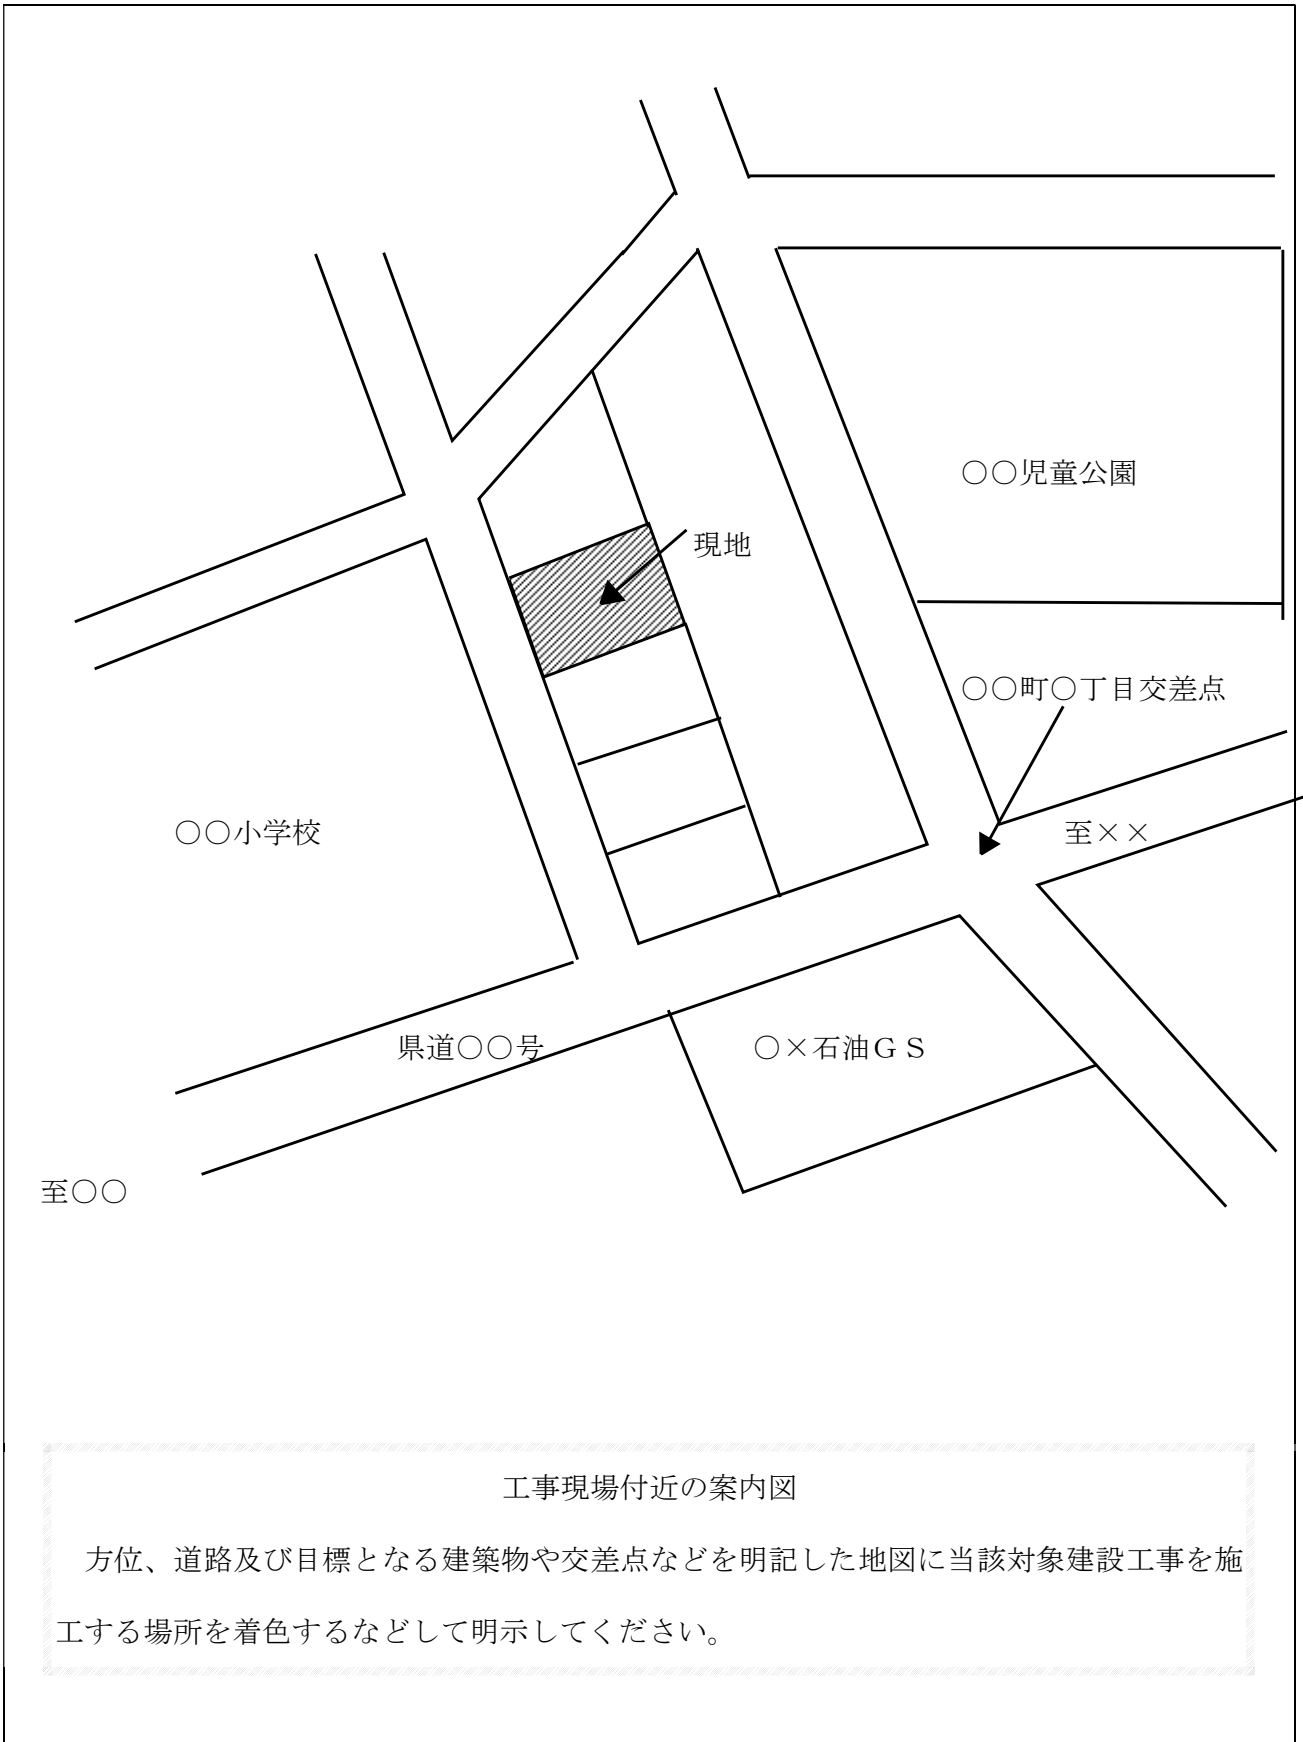 ○○児童公園
現地
○○町○丁目交差点
○○小学校
至××
県道○○号
○×石油ＧＳ
至○○
工事現場付近の案内図
方位、道路及び目標となる建築物や交差点などを明記した地図に当該対象建設工事を施
工する場所を着色するなどして明示してください。